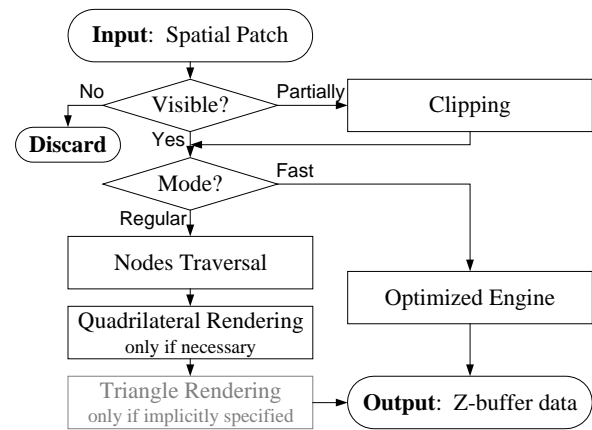 Input: Spatial Patch
No
Visible?
Partially
Clipping
Discard
Yes
Mode?
Fast
Regular
Nodes Traversal
Optimized Engine
Quadrilateral Rendering
only if necessary
Triangle Rendering
only if implicitly specified
Output: Z-buffer data